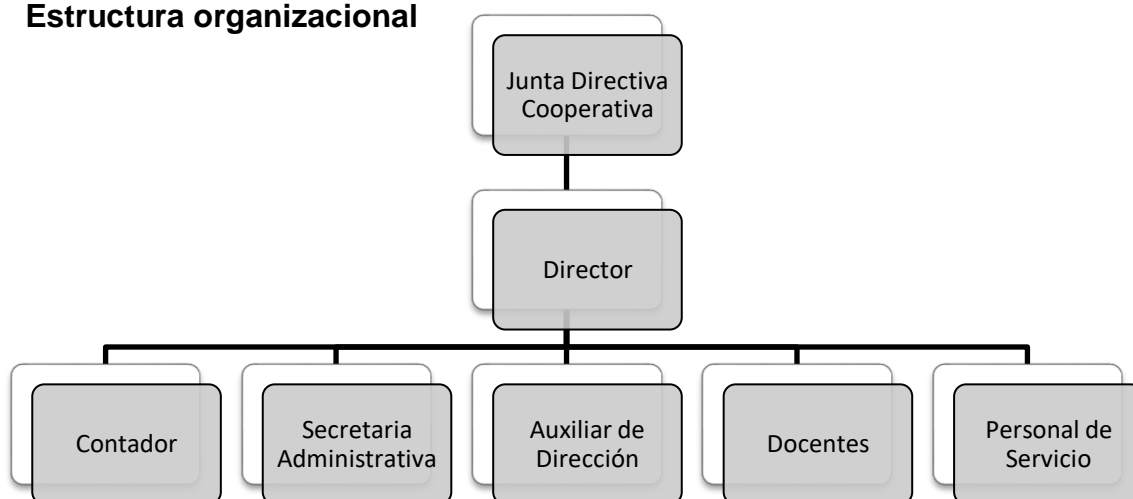 Estructura organizacional
Junta Directiva
Cooperativa
Director
Contador
Secretaria
Administrativa
Auxiliar de
Dirección
Docentes
Personal de
Servicio